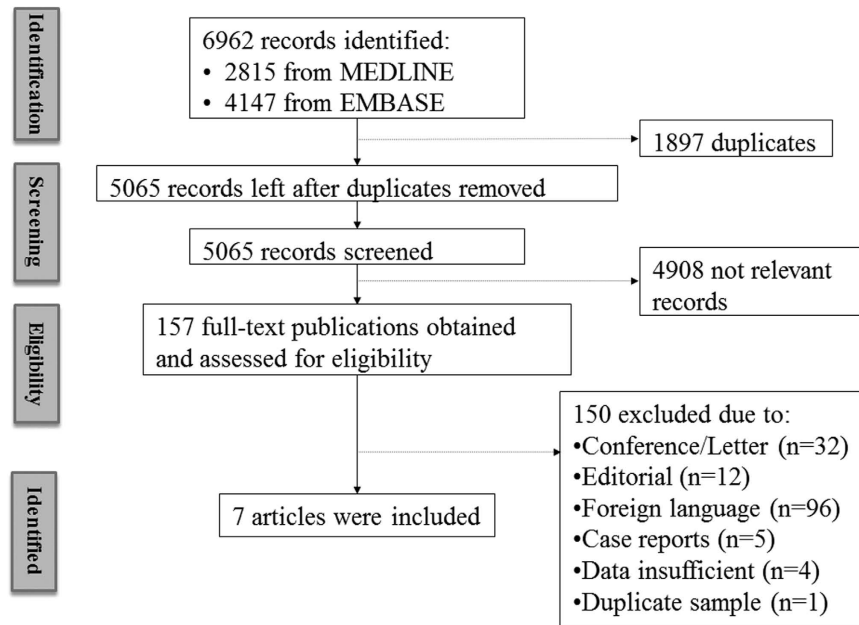 Identification
6962 records identified:
• 2815 from MEDLINE
• 4147 from EMBASE
1897 duplicates
Screening
5065 records left after duplicates removed
5065 records screened
4908 not relevant
records
Eligibility
157 full-text publications obtained
and assessed for eligibility
150 excluded due to:
•Conference/Letter (n=32)
•Editorial (n=12)
•Foreign language (n=96)
•Case reports (n=5)
•Data insufficient (n=4)
•Duplicate sample (n=1)
Identified
7 articles were included